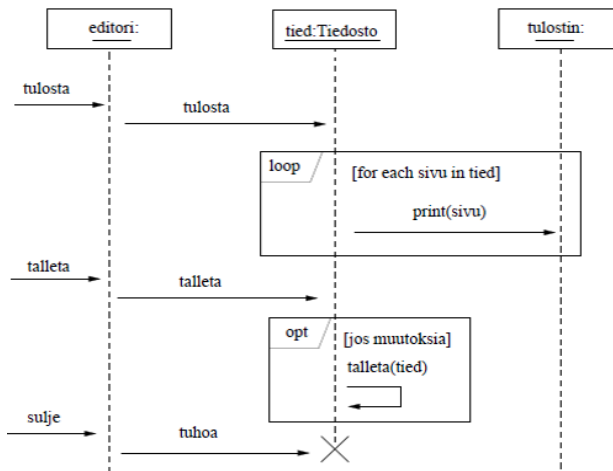 editori:
tied:Tiedosto
tulostin:
tulosta
tulosta
loop
[for each sivu in tied]
print(sivu)
talleta
talleta
opt
[jos muutoksia]
talleta(tied)
sulje
tuhoa